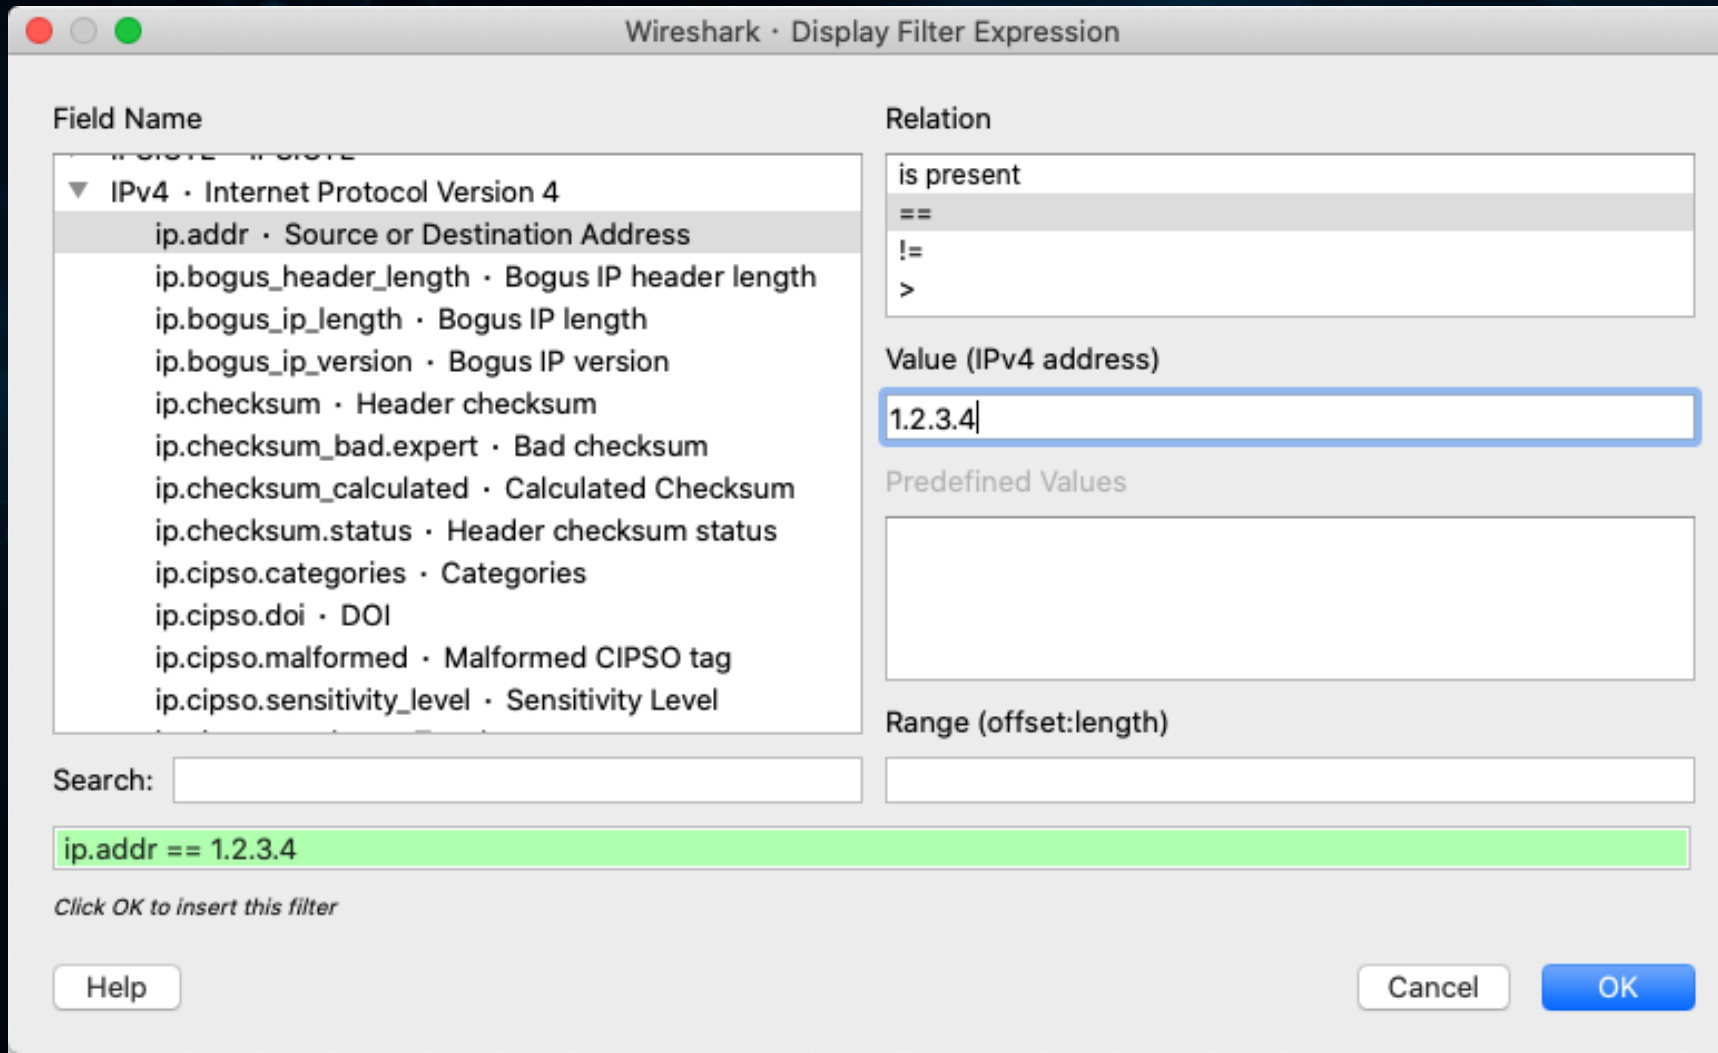 Wireshark · Display Filter Expression
Field Name
IPv4 · Internet Protocol Version 4
ip.addr · Source or Destination Address
ip.bogus_header_length · Bogus IP header length
ip.bogus_ip_length · Bogus IP length
ip.bogus_ip_version · Bogus IP version
ip.checksum · Header checksum
ip.checksum_bad.expert · Bad checksum
ip.checksum_calculated · Calculated Checksum
ip.checksum.status · Header checksum status
ip.cipso.categories · Categories
ip.cipso.doi · DOI
ip.cipso.malformed · Malformed CIPSO tag
ip.cipso.sensitivity_level · Sensitivity Level
Search:
Relation
is present
==
!=
>
Value (IPv4 address)
1.2.3.4
Predefined Values
Range (offset:length)
ip.addr == 1.2.3.4
Click OK to insert this filter
Help
Cancel
OK